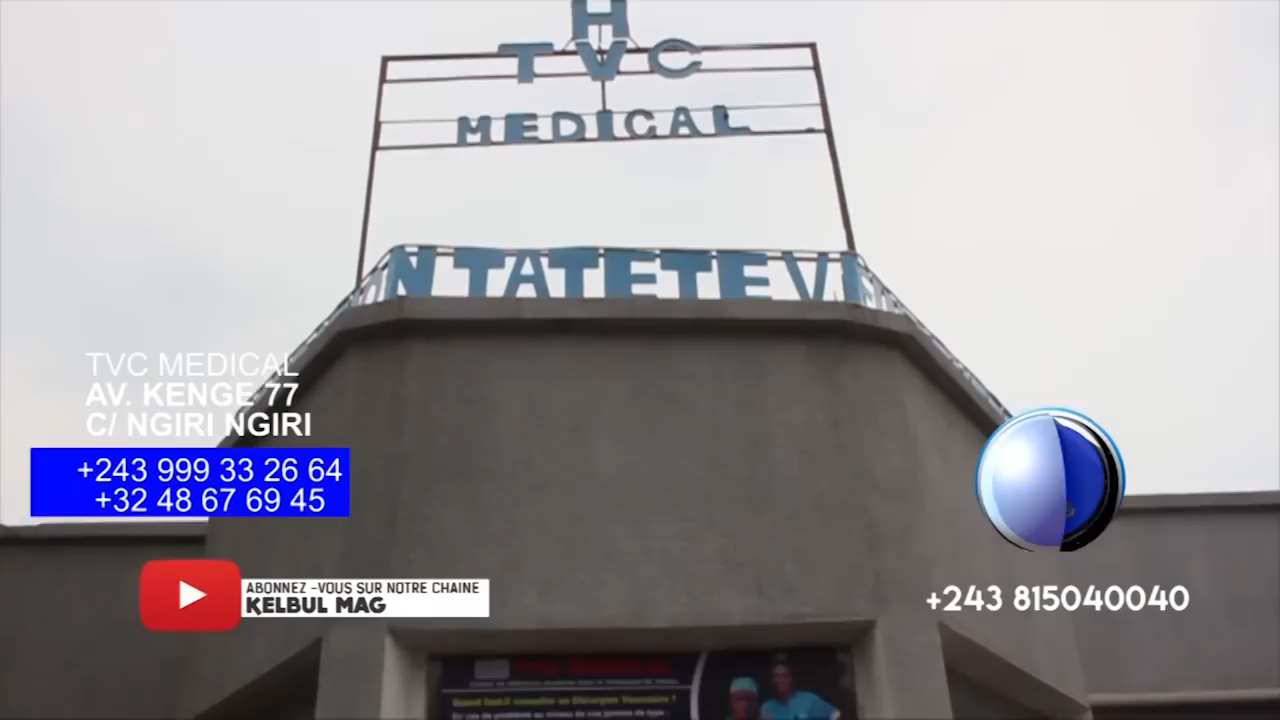 H
TVC
MEDICAL
TVC MEDICAL
AV. KENGE 77
C/ NGIRI NGIRI
+243 999 33 26 64
+32 48 67 69 45
ABONNEZ -VOUS SUR NOTRE CHAINE
KELBUL MAG
+243 815040040